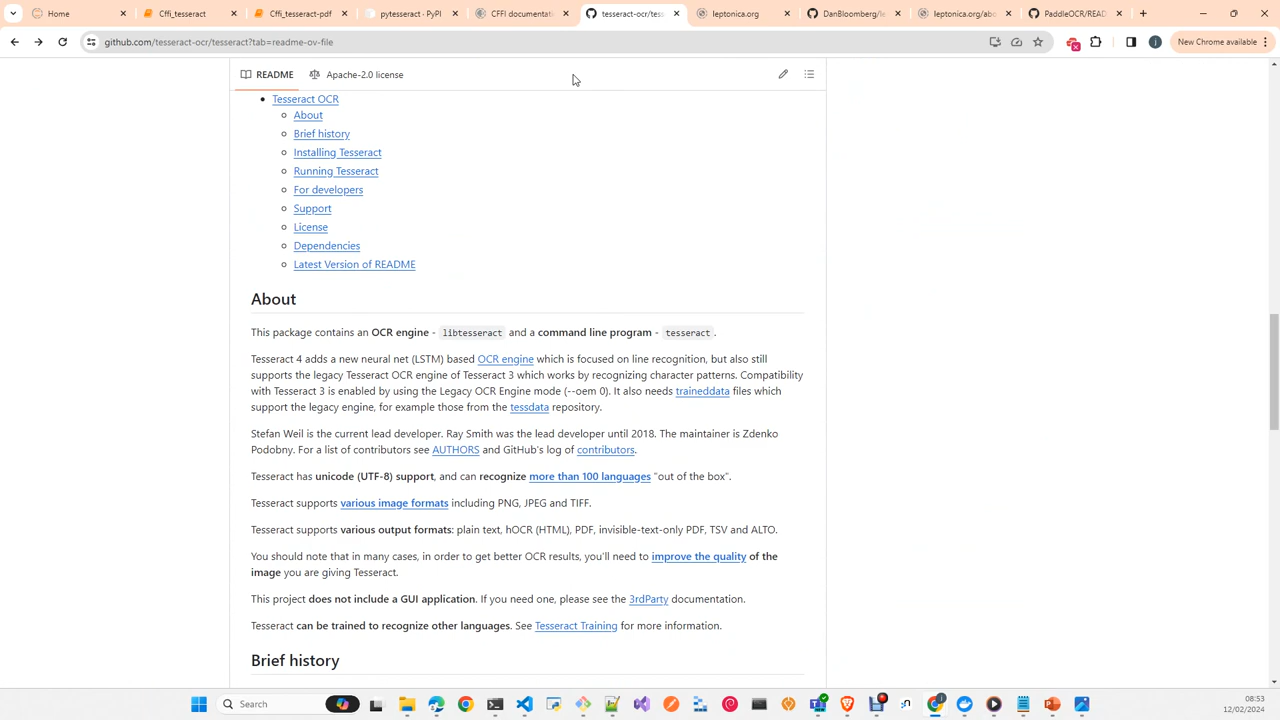 Home
Cffi_tesseract
Cffi_tesseract-pdf
pytesseract - PyPI
CFFI documentati
tesseract-ocr/tess
leptonica.org
DanBloomberg/le
leptonica.org/abo
PaddleOCR/READ
github.com/tesseract-ocr/tesseract?tab=readme-ov-file
New Chrome available
README
Apache-2.0 license
Tesseract OCR
About
Brief history
Installing Tesseract
Running Tesseract
For developers
Support
License
Dependencies
Latest Version of README
About
This package contains an OCR engine - libtesseract and a command line program - tesseract.
Tesseract 4 adds a new neural net (LSTM) based OCR engine which is focused on line recognition, but also still
supports the legacy Tesseract OCR engine of Tesseract 3 which works by recognizing character patterns. Compatibility
with Tesseract 3 is enabled by using the Legacy OCR Engine mode (--oem 0). It also needs traineddata files which
support the legacy engine, for example those from the tessdata repository.
Stefan Weil is the current lead developer. Ray Smith was the lead developer until 2018. The maintainer is Zdenko
Podobny. For a list of contributors see AUTHORS and GitHub's log of contributors.
Tesseract has unicode (UTF-8) support, and can recognize more than 100 languages "out of the box".
Tesseract supports various image formats including PNG, JPEG and TIFF.
Tesseract supports various output formats: plain text, hOCR (HTML), PDF, invisible-text-only PDF, TSV and ALTO.
You should note that in many cases, in order to get better OCR results, you'll need to improve the quality of the
image you are giving Tesseract.
This project does not include a GUI application. If you need one, please see the 3rdParty documentation.
Tesseract can be trained to recognize other languages. See Tesseract Training for more information.
Brief history
Search
08:53
12/02/2024